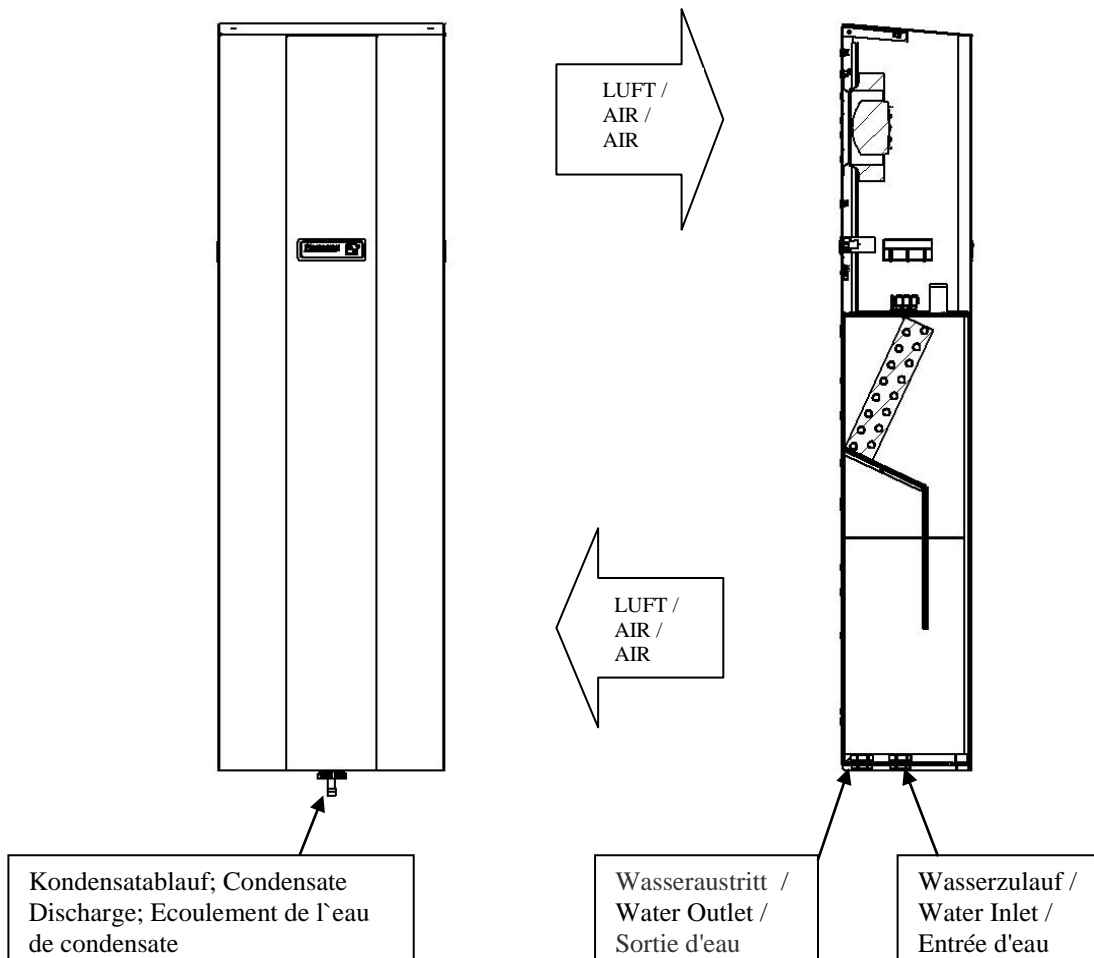 LUFT /
AIR /
AIR
LUFT /
AIR /
AIR
Kondensatablauf; Condensate
Discharge; Ecoulement de l`eau
de condensate
Wasseraustritt /
Water Outlet /
Sortie d'eau
Wasserzulauf /
Water Inlet /
Entrée d'eau